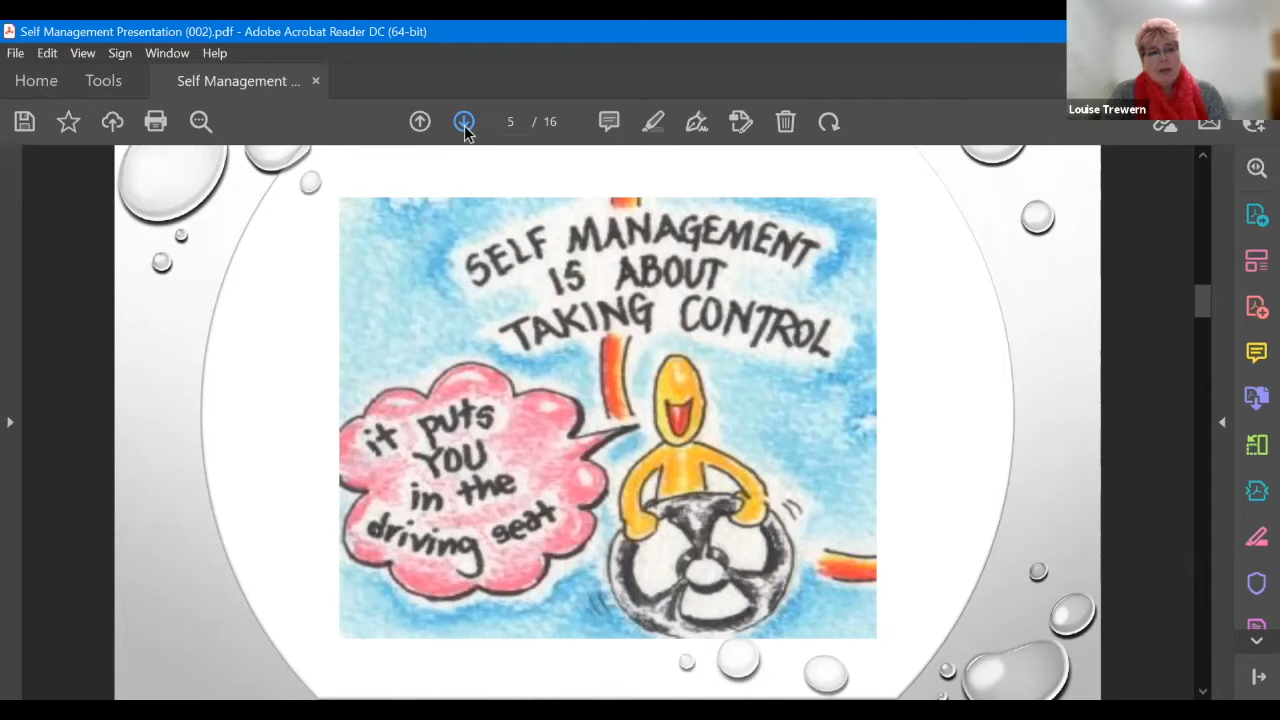 Self Management Presentation (002).pdf - Adobe Acrobat Reader DC (64-bit)
File Edit View Sign Window Help
Home Tools Self Management ... ×
5 / 16
Louise Trewern
SELF MANAGEMENT
IS ABOUT
TAKING CONTROL
it puts
YOU
in the
driving seat